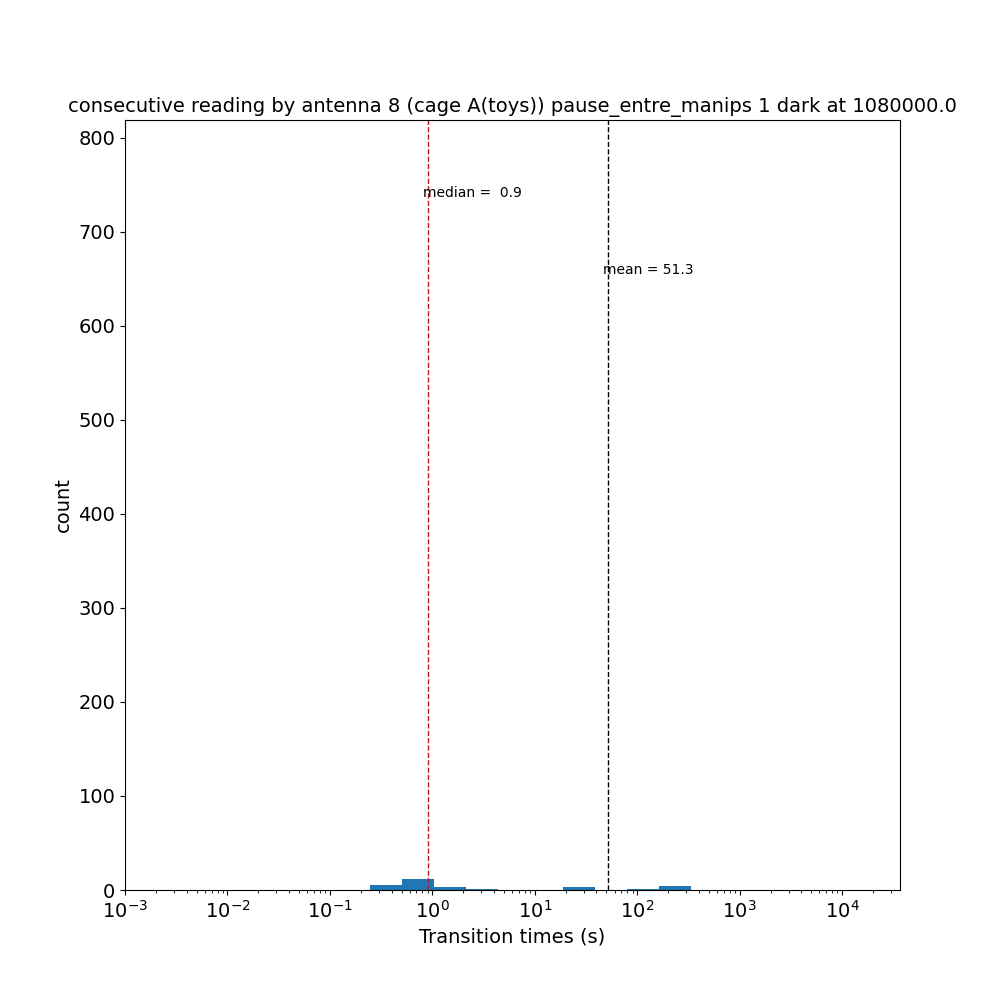 consecutive reading by antenna 8 (cage A(toys)) pause_entre_manips 1 dark at 1080000.0
800
median =  0.9
700
mean = 51.3
600
500
count
400
300
200
100
0
10⁻³ 10⁻² 10⁻¹ 10⁰ 10¹ 10² 10³ 10⁴
Transition times (s)